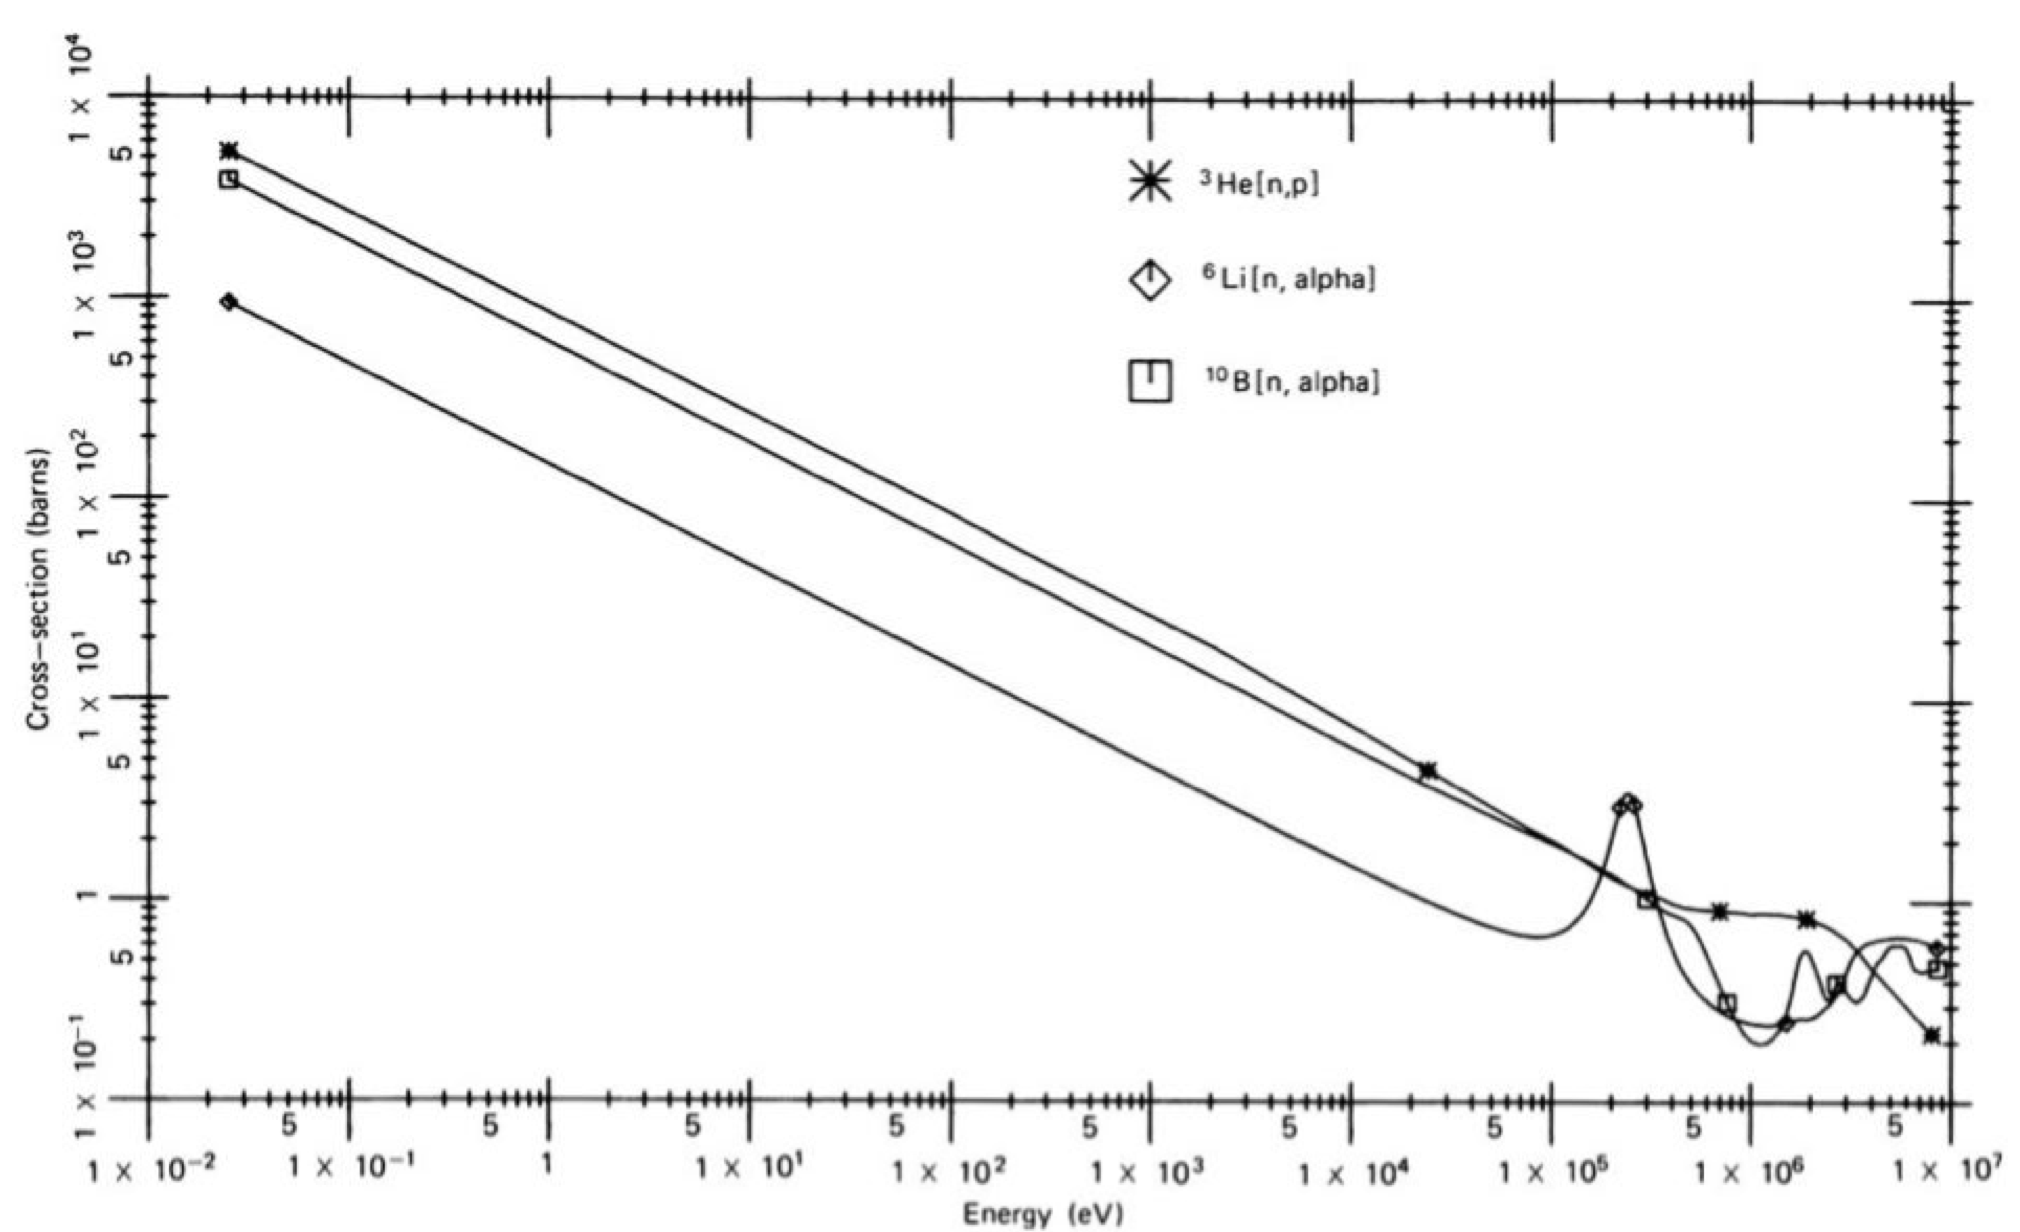 1 × 10⁴
5
1 × 10³
5
1 × 10²
5
1 × 10¹
5
1
5
1 × 10⁻¹
Cross-section (barns)
³He[n,p]
⁶Li[n, alpha]
¹⁰B[n, alpha]
5 5 5 5 5 5 5 5 5
1 × 10⁻² 1 × 10⁻¹ 1 1 × 10¹ 1 × 10² 1 × 10³ 1 × 10⁴ 1 × 10⁵ 1 × 10⁶ 1 × 10⁷
Energy (eV)